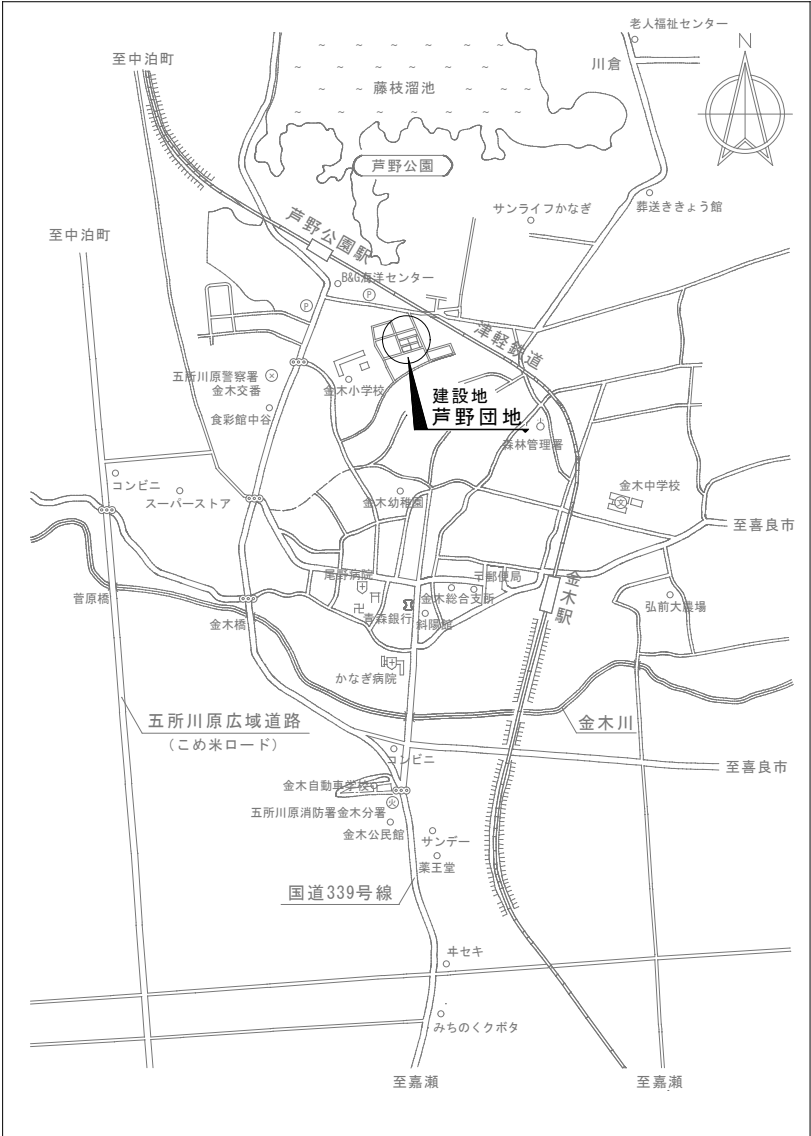 老人福祉センター
N
至中泊町
川倉
藤枝溜池
芦野公園
サンライフかなぎ
葬送ききょう館
芦野公園駅
至中泊町
B&G海洋センター
P
P
津軽鉄道
五所川原警察署
金木交番
金木小学校
建設地
芦野団地
食彩館中谷
森林管理署
コンビニ
スーパーストア
金木幼稚園
金木中学校
文
至喜良市
尾野病院
〒郵便局
金木駅
菅原橋
金木橋
青森銀行
金木総合支所
斜陽館
弘前大農場
かなぎ病院
五所川原広域道路
(こめ米ロード)
金木川
コンビニ
至喜良市
金木自動車学校
火
五所川原消防署金木分署
金木公民館
サンデー
薬王堂
国道339号線
ヰセキ
みちのくクボタ
至嘉瀬
至嘉瀬